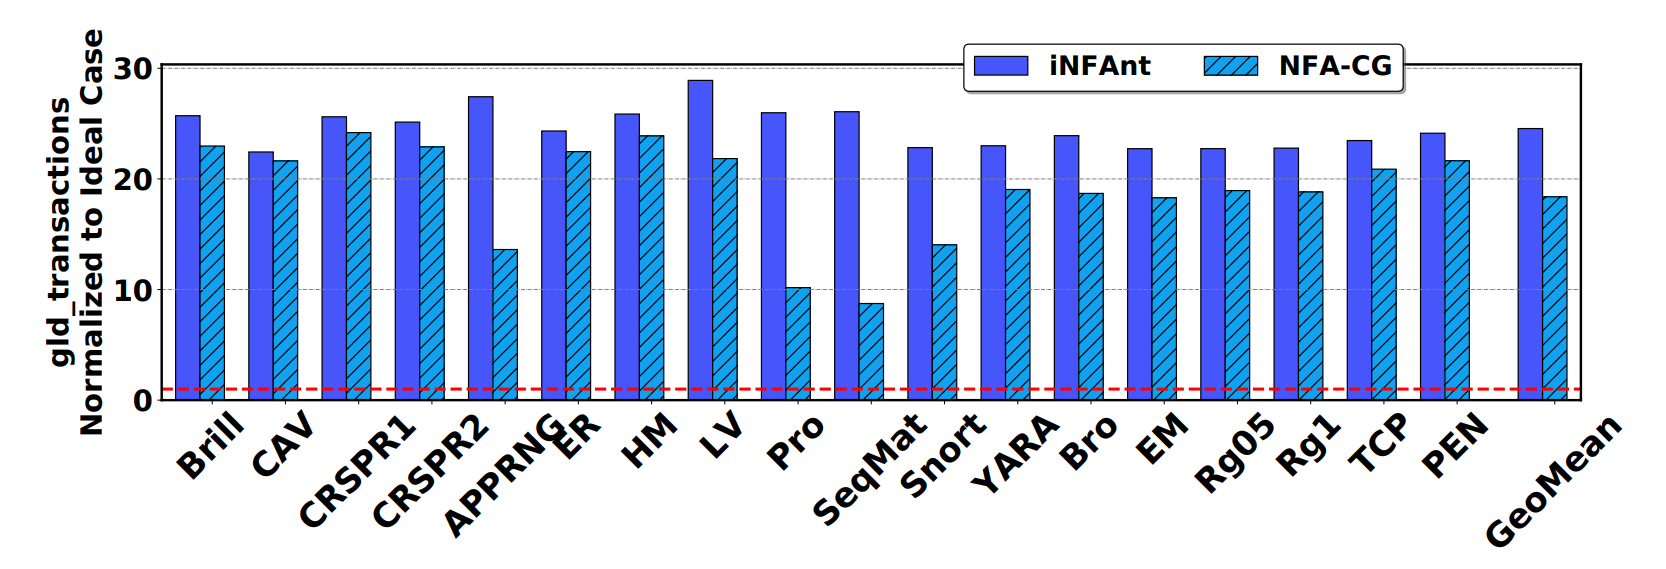 gld_transactions
Normalized to Ideal Case
30
20
10
0
iNFAnt
NFA-CG
Brill
CAV
CRSPR1
CRSPR2
APPRNG
ER
HM
LV
Pro
SeqMat
Snort
YARA
Bro
EM
Rg05
Rg1
TCP
PEN
GeoMean